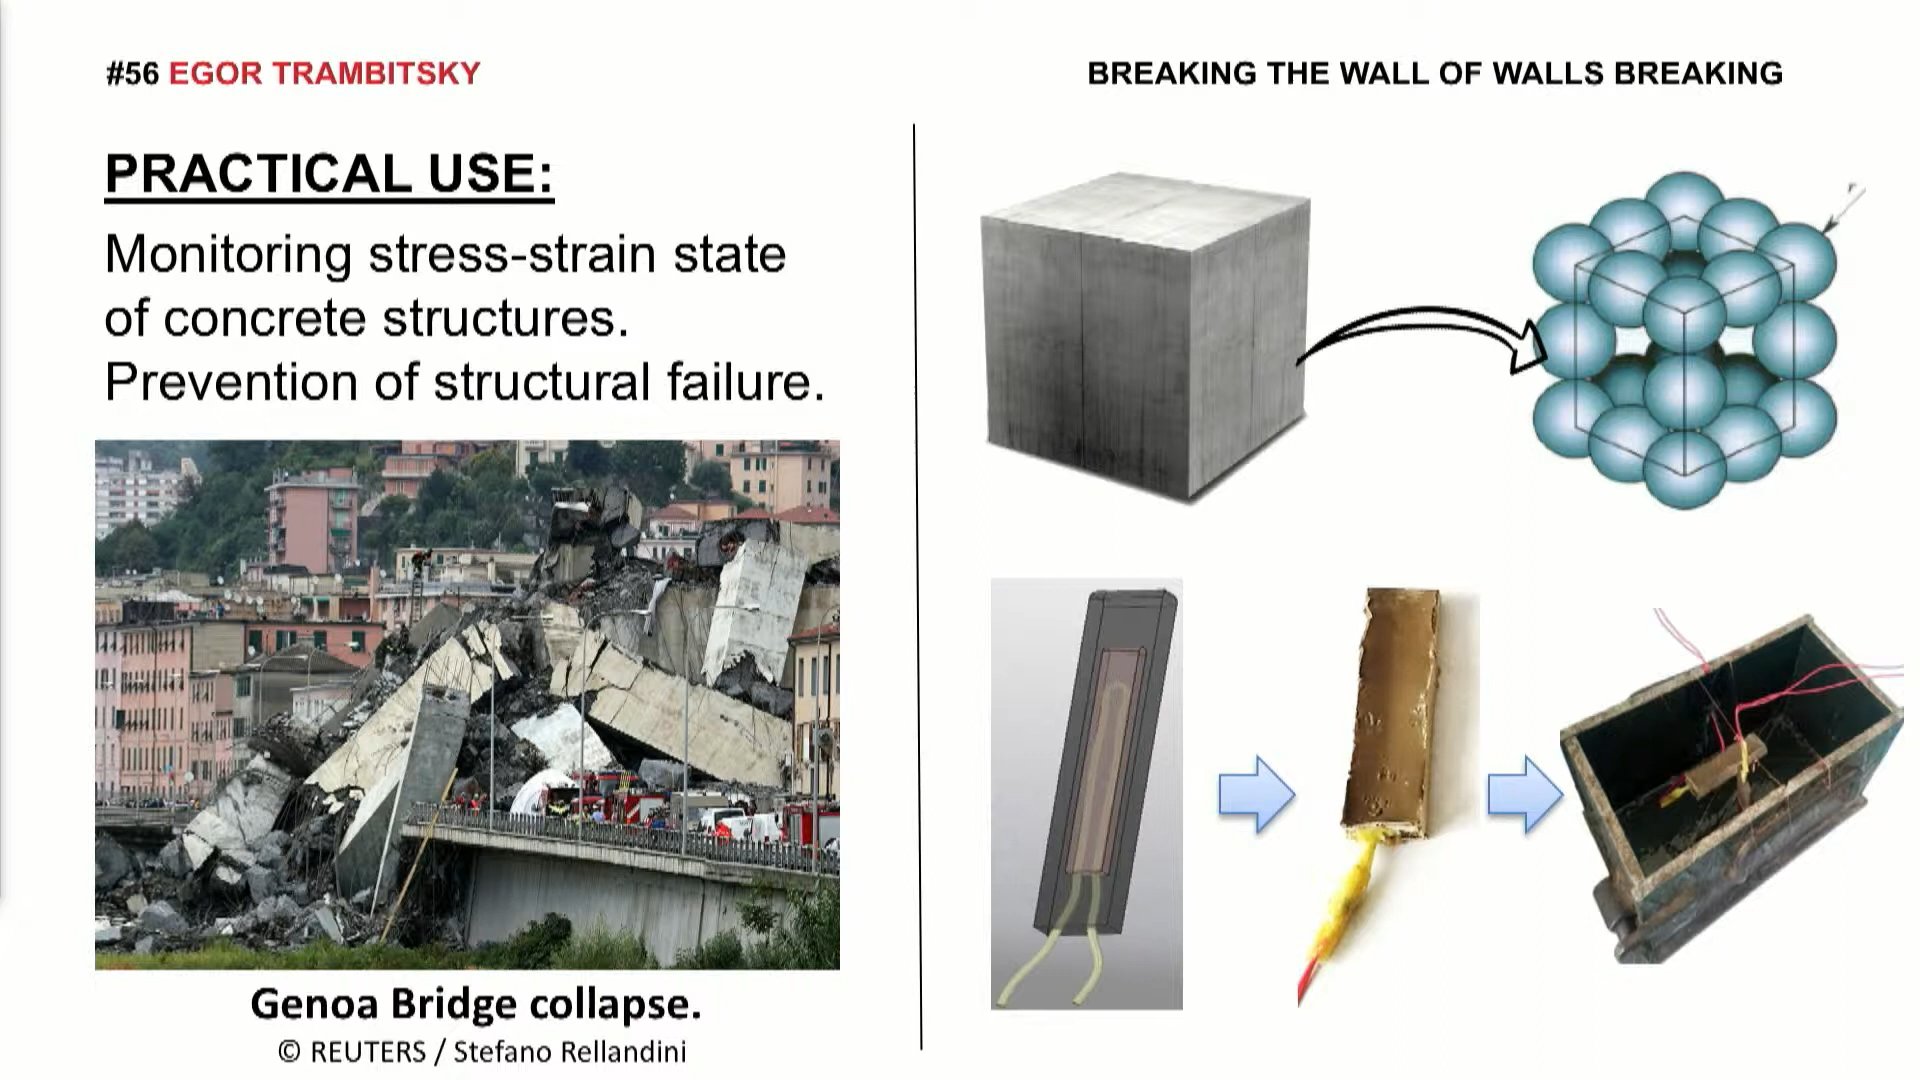 #56 EGOR TRAMBITSKY
BREAKING THE WALL OF WALLS BREAKING
PRACTICAL USE:
Monitoring stress-strain state
of concrete structures.
Prevention of structural failure.
Genoa Bridge collapse.
© REUTERS / Stefano Rellandini
r